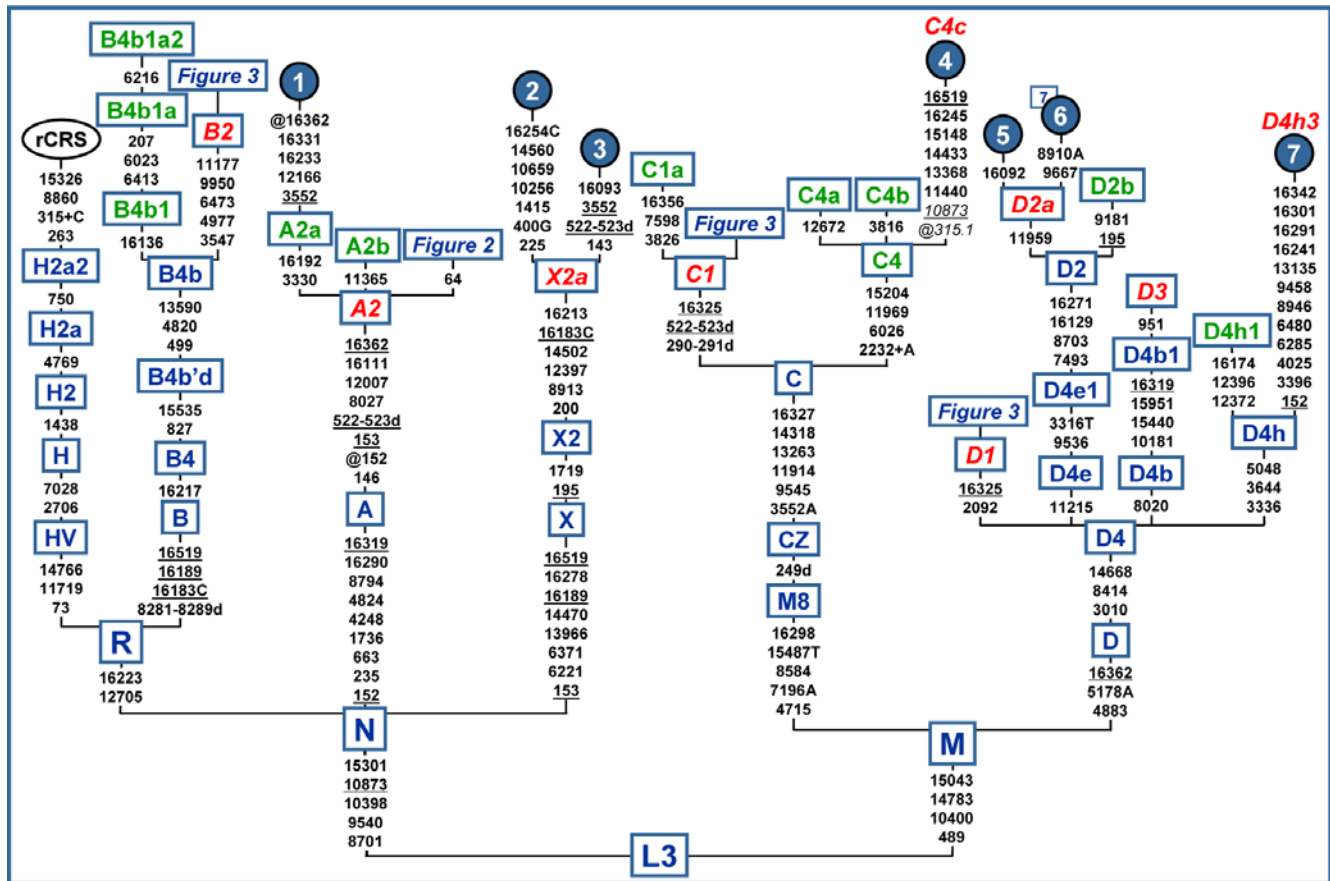 B4b1a2
6216
B4b1a
207
6023
6413
B4b1
16136
Figure 3
B2
11177
9950
6473
4977
3547
B4b
13590
4820
499
B4b'd
15535
827
B4
16217
B
16519
16189
16183C
8281-8289d
rCRS
15326
8860
315+C
263
H2a2
750
H2a
4769
H2
1438
H
7028
2706
HV
14766
11719
73
R
16223
12705
1
@16362
16331
16233
12166
3552
A2a
16192
3330
A2b
11365
Figure 2
64
A2
16362
16111
12007
8027
522-523d
153
@152
146
A
16319
16290
8794
4824
4248
1736
663
235
152
2
16254C
14560
10659
10256
1415
400G
225
3
16093
3552
522-523d
143
X2a
16213
16183C
14502
12397
8913
200
X2
1719
195
X
16519
16278
16189
14470
13966
6371
6221
153
N
15301
10873
10398
9540
8701
C1a
16356
7598
3826
Figure 3
C1
16325
522-523d
290-291d
C4a
12672
C4b
3816
C4c
4
16519
16245
15148
14433
13368
11440
10873
@315.1
C4
15204
11969
6026
2232+A
C
16327
14318
13263
11914
9545
3552A
CZ
249d
M8
16298
15487T
8584
7196A
4715
5
16092
7
6
8910A
9667
D2a
11959
D2b
9181
195
D2
16271
16129
8703
7493
D4e1
3316T
9536
D4e
11215
Figure 3
D1
16325
2092
D3
951
D4b1
16319
15951
15440
10181
D4b
8020
D4h1
16174
12396
12372
D4h3
7
16342
16301
16291
16241
13135
9458
8946
6480
6285
4025
3396
152
D4h
5048
3644
3336
D4
14668
8414
3010
D
16362
5178A
4883
M
15043
14783
10400
489
L3